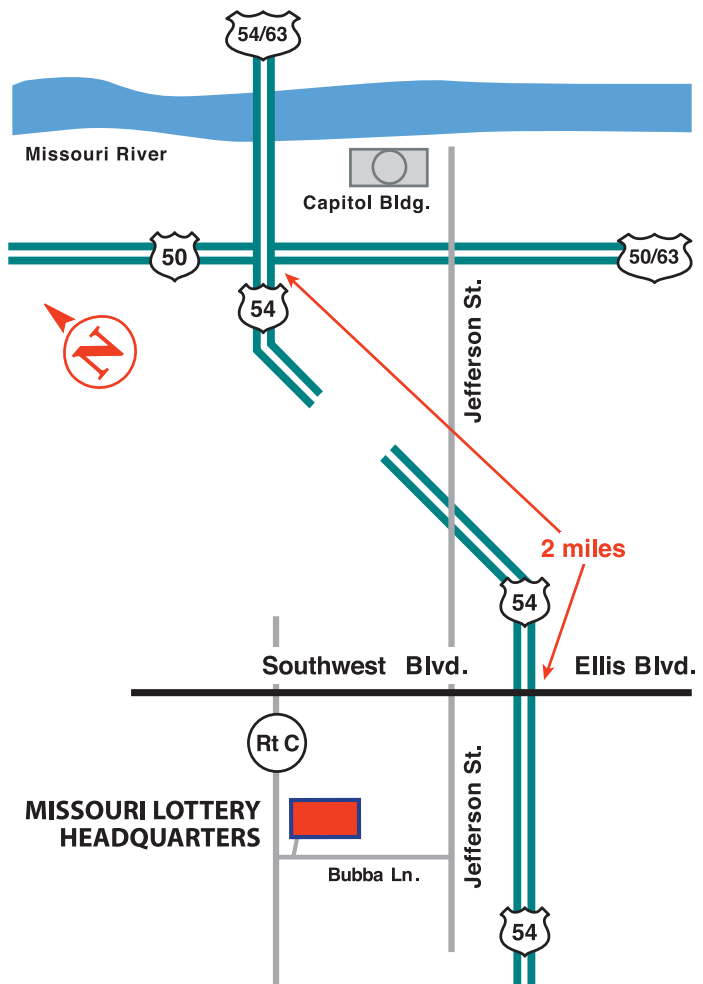 54/63
Missouri River
Capitol Bldg.
50
50/63
54
Jefferson St.
N
2 miles
54
Southwest Blvd.
Ellis Blvd.
Rt C
MISSOURI LOTTERY
HEADQUARTERS
Jefferson St.
Bubba Ln.
54